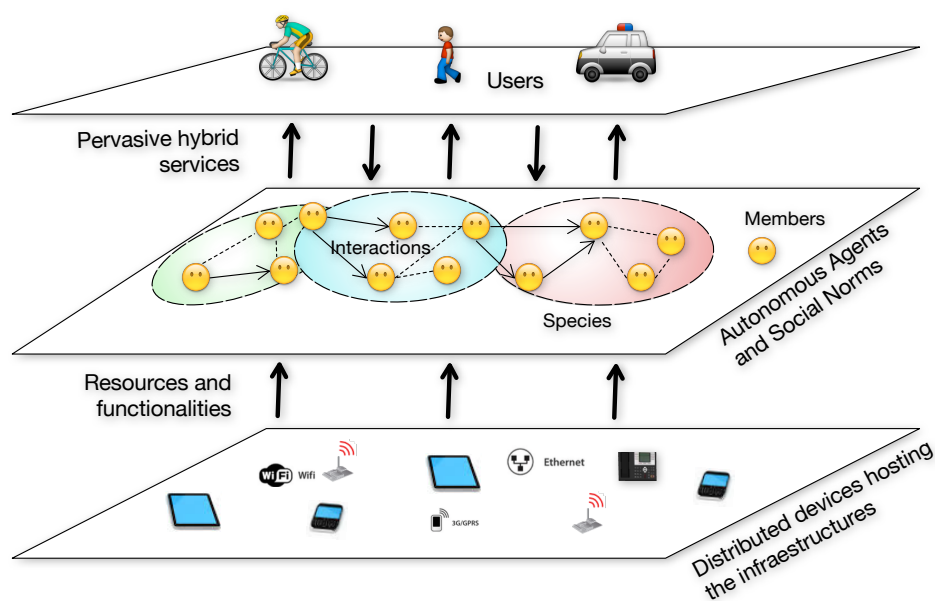 Users
Pervasive hybrid
services
Members
Interactions
Species
Autonomous Agents
and Social Norms
Resources and
functionalities
WiFi Wifi
Ethernet
3G/GPRS
Distributed devices hosting
the infraestructures